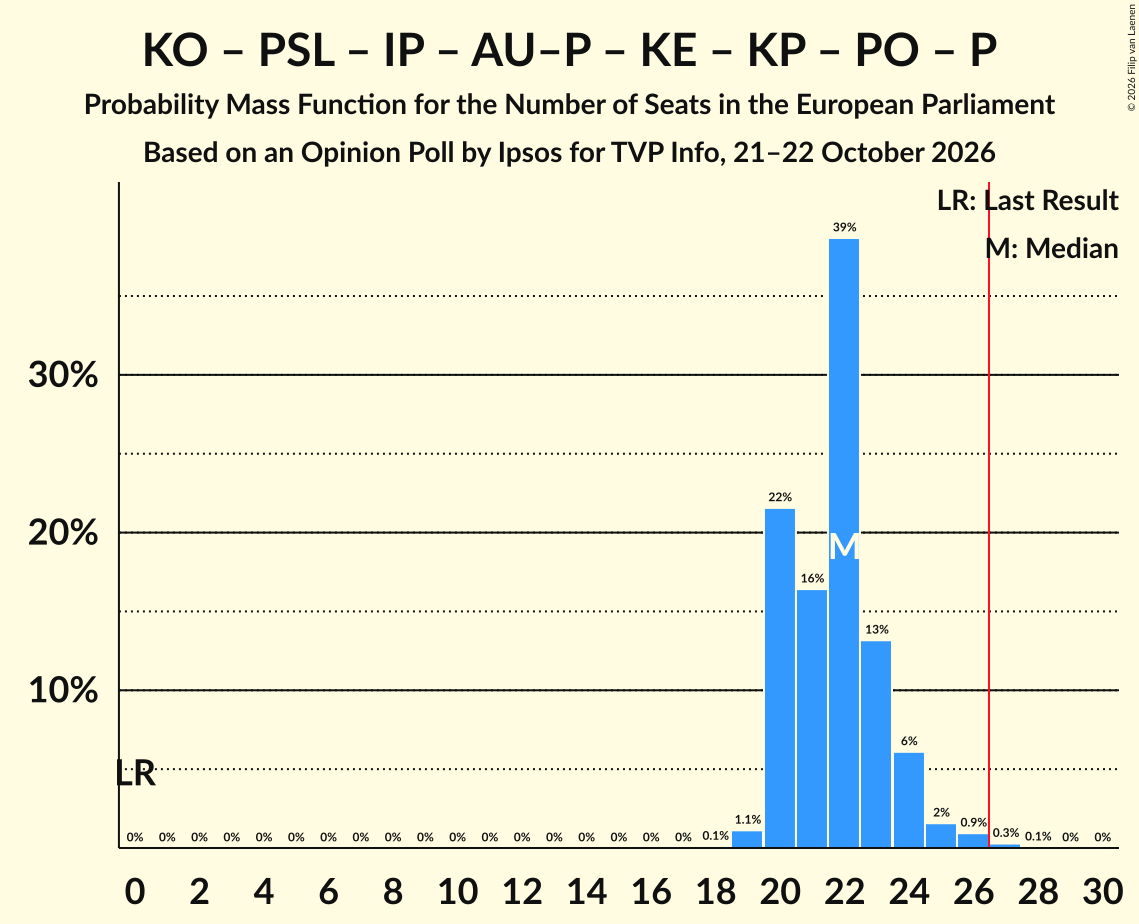 KO – PSL – IP – AU–P – KE – KP – PO – P
Probability Mass Function for the Number of Seats in the European Parliament
Based on an Opinion Poll by Ipsos for TVP Info, 21–22 October 2026
© 2026 Filip van Laenen
LR: Last Result
M: Median
39%
30%
22%
20%
M
16%
13%
10%
6%
LR
2%
1.1%
0.9%
0% 0% 0% 0% 0% 0% 0% 0% 0% 0% 0% 0% 0% 0% 0% 0% 0% 0% 0.1% 0.3% 0.1% 0% 0%
0 2 4 6 8 10 12 14 16 18 20 22 24 26 28 30